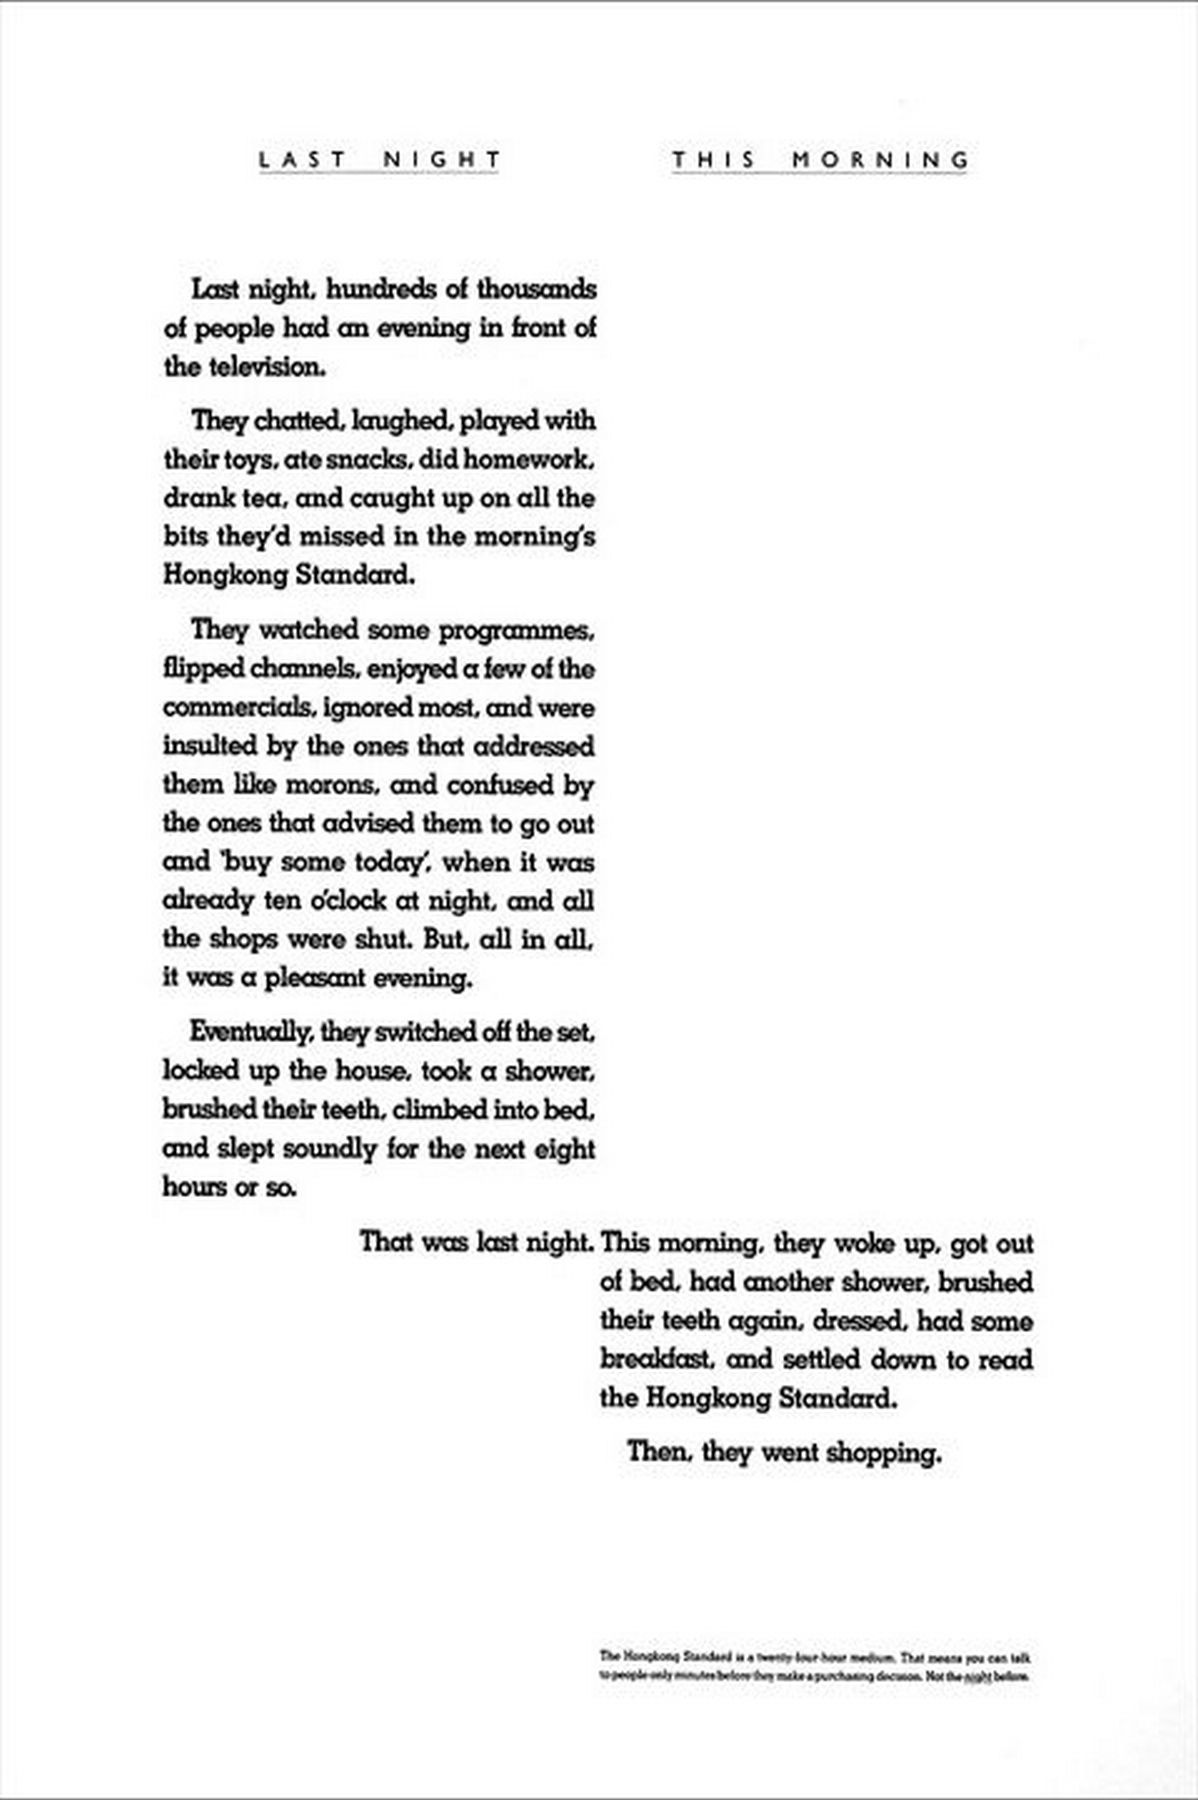 LAST NIGHT
THIS MORNING
Last night, hundreds of thousands
of people had an evening in front of
the television.
They chatted, laughed, played with
their toys, ate snacks, did homework,
drank tea, and caught up on all the
bits they'd missed in the morning's
Hongkong Standard.
They watched some programmes,
flipped channels, enjoyed a few of the
commercials, ignored most, and were
insulted by the ones that addressed
them like morons, and confused by
the ones that advised them to go out
and 'buy some today', when it was
already ten o'clock at night, and all
the shops were shut. But, all in all,
it was a pleasant evening.
Eventually, they switched off the set,
locked up the house, took a shower,
brushed their teeth, climbed into bed,
and slept soundly for the next eight
hours or so.
That was last night. This morning, they woke up, got out
of bed, had another shower, brushed
their teeth again, dressed, had some
breakfast, and settled down to read
the Hongkong Standard.
Then, they went shopping.
The Hongkong Standard is a twenty-four-hour medium. That means you can talk
to people only minutes before they make a purchasing decision. Not the night before.